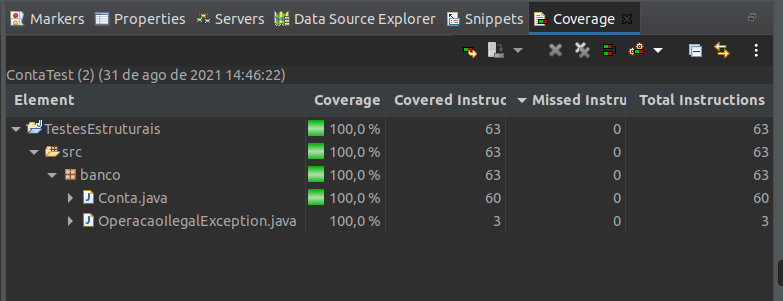 Markers Properties Servers Data Source Explorer Snippets Coverage
ContaTest (2) (31 de ago de 2021 14:46:22)
Element Coverage Covered Instruc Missed Instru Total Instructions
TestesEstruturais 100,0 % 63 0 63
src 100,0 % 63 0 63
banco 100,0 % 63 0 63
Conta.java 100,0 % 60 0 60
OperacaoIlegalException.java 100,0 % 3 0 3